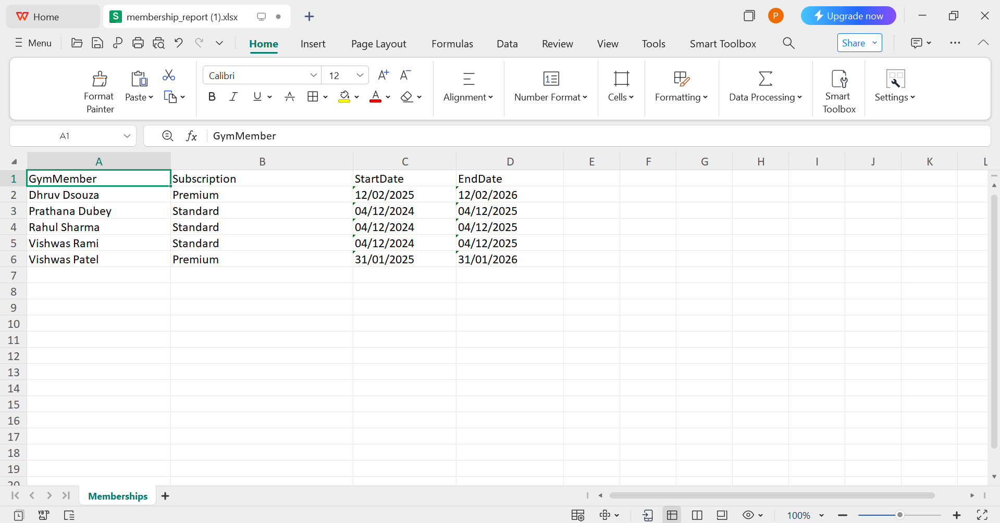 Home
S membership_report (1).xlsx
P
Upgrade now
Menu
Home Insert Page Layout Formulas Data Review View Tools Smart Toolbox
Share
Format Painter
Paste
Calibri 12
A+ A−
B I U A A
Alignment
Number Format
Cells
Formatting
Data Processing
Smart Toolbox
Settings
A1 fx GymMember
A B C D E F G H I J K L
1 GymMember Subscription StartDate EndDate
2 Dhruv Dsouza Premium 12/02/2025 12/02/2026
3 Prathana Dubey Standard 04/12/2024 04/12/2025
4 Rahul Sharma Standard 04/12/2024 04/12/2025
5 Vishwas Rami Standard 04/12/2024 04/12/2025
6 Vishwas Patel Premium 31/01/2025 31/01/2026
7
8
9
10
11
12
13
14
15
16
17
18
19
20
Memberships
100%